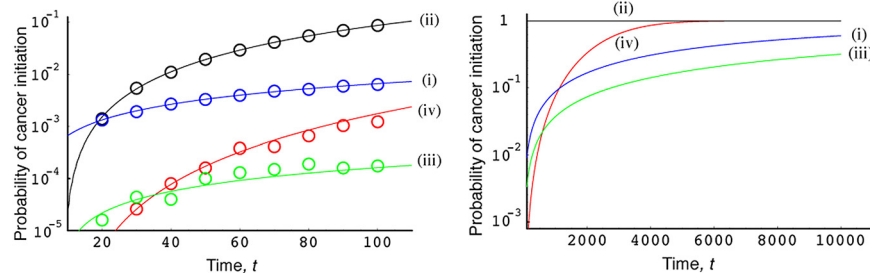 Probability of cancer initiation
10^-1
10^-2
10^-3
10^-4
10^-5
(ii)
(i)
(iv)
(iii)
20 40 60 80 100
Time, t
Probability of cancer initiation
1
10^-1
10^-2
10^-3
(ii)
(iv)
(i)
(iii)
2000 4000 6000 8000 10000
Time, t